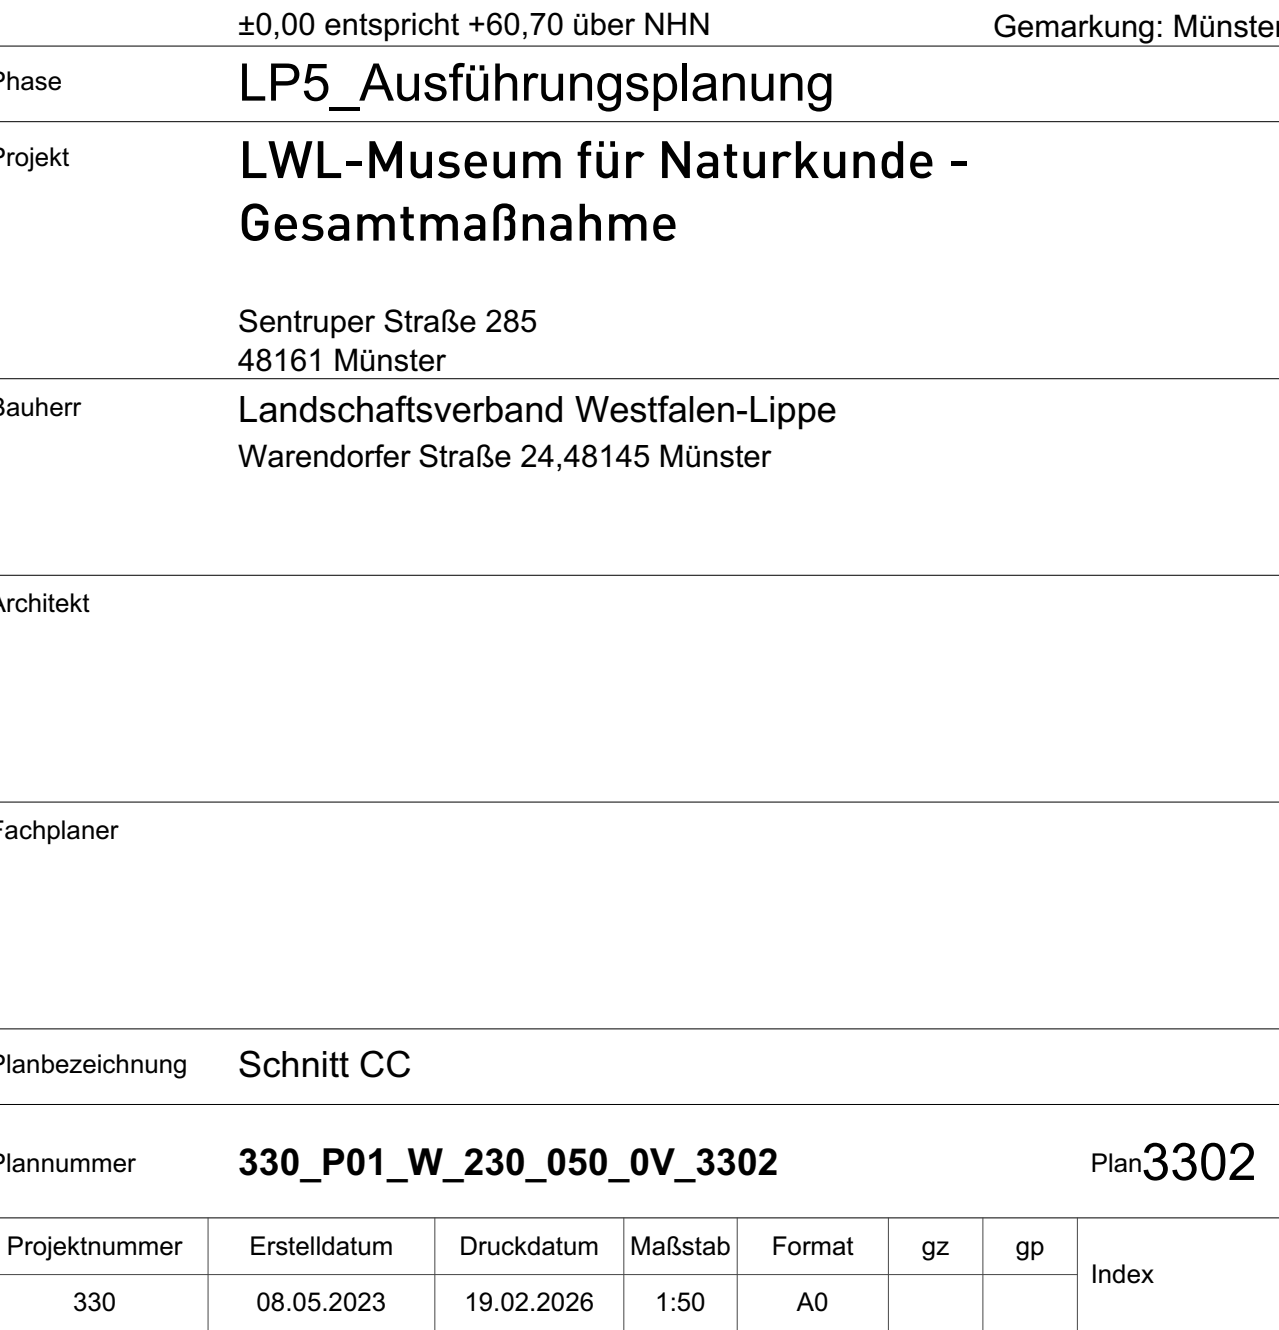 ±0,00 entspricht +60,70 über NHN Gemarkung: Münster
Phase LP5_Ausführungsplanung
Projekt LWL-Museum für Naturkunde -
Gesamtmaßnahme
Sentruper Straße 285
48161 Münster
Bauherr Landschaftsverband Westfalen-Lippe
Warendorfer Straße 24,48145 Münster
Architekt
Fachplaner
Planbezeichnung Schnitt CC
Plannummer 330_P01_W_230_050_0V_3302 Plan 3302
Projektnummer Erstelldatum Druckdatum Maßstab Format gz gp Index
330 08.05.2023 19.02.2026 1:50 A0